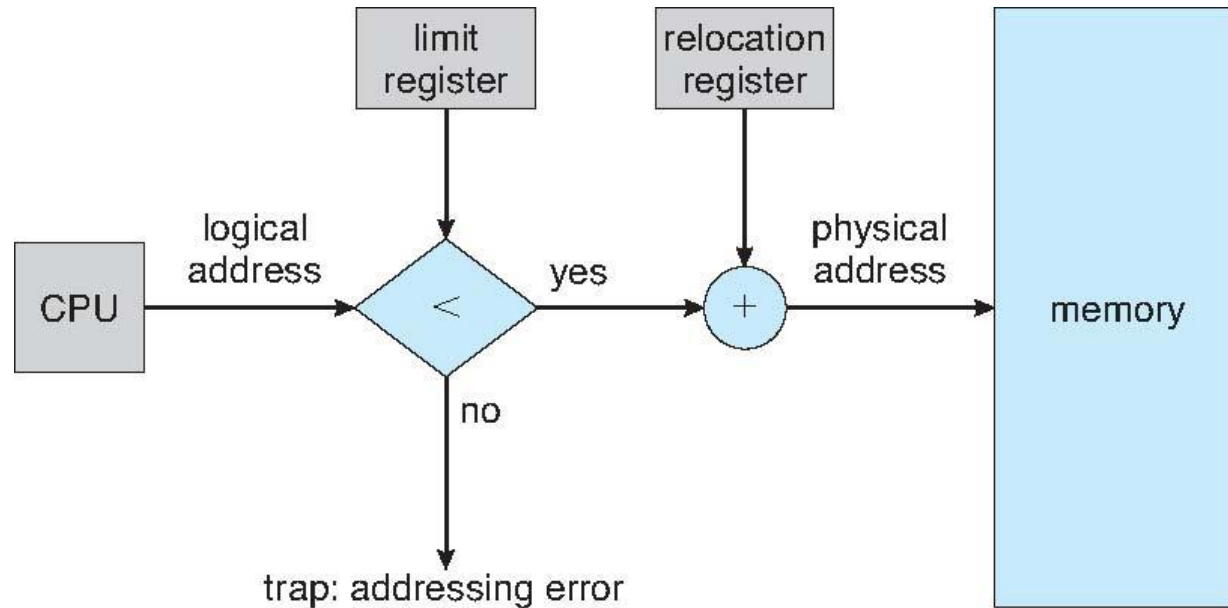 limit
register
relocation
register
logical
address
physical
address
CPU
<
yes
+
memory
no
trap: addressing error